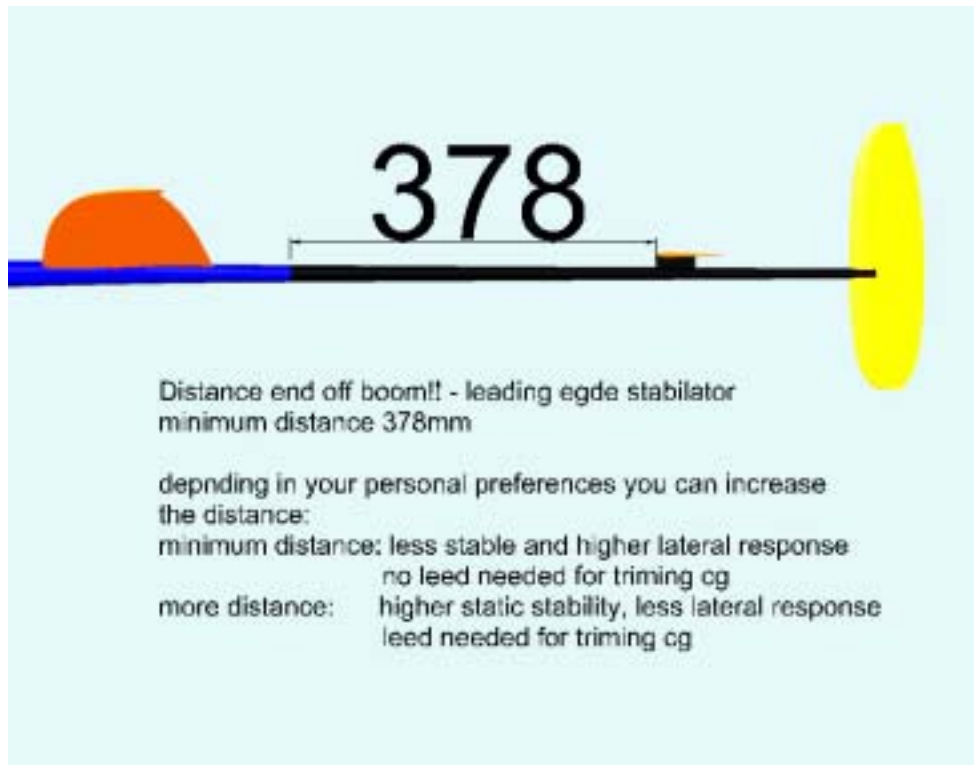 378
Distance end off boom!! - leading egde stabilator
minimum distance 378mm
depnding in your personal preferences you can increase
the distance:
minimum distance: less stable and higher lateral response
no leed needed for triming cg
more distance: higher static stability, less lateral response
leed needed for triming cg